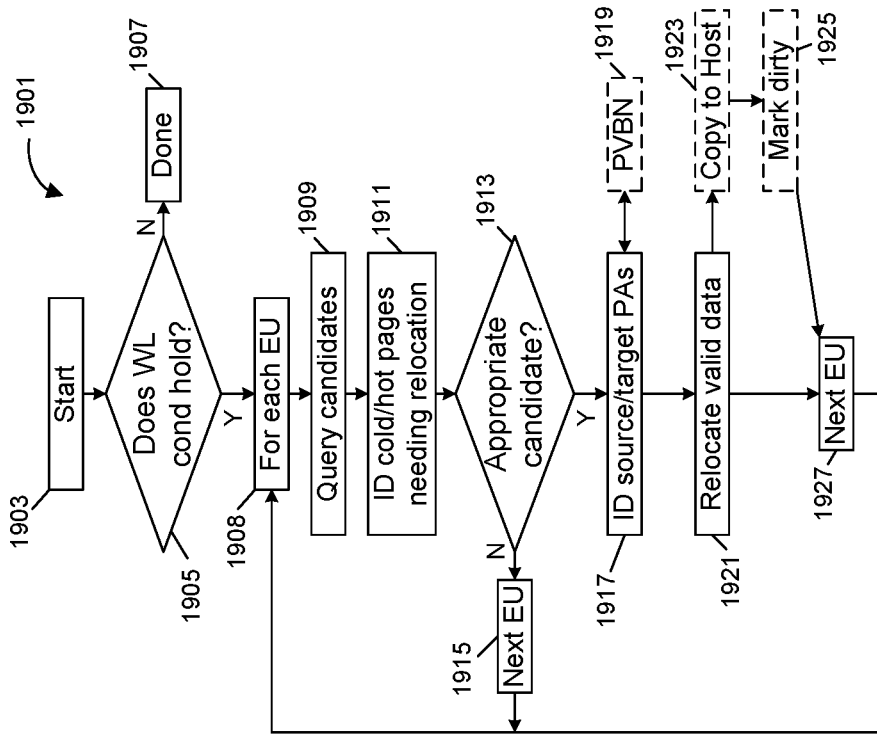 1901
1903
Start
1905
Does WL
cond hold?
N
1907
Done
Y
1908
For each EU
1909
Query candidates
1911
ID cold/hot pages
needing relocation
1913
Appropriate
candidate?
N
1915
Next EU
Y
1917
ID source/target PAs
1919
PVBN
1921
Relocate valid data
1923
Copy to Host
1925
Mark dirty
1927
Next EU